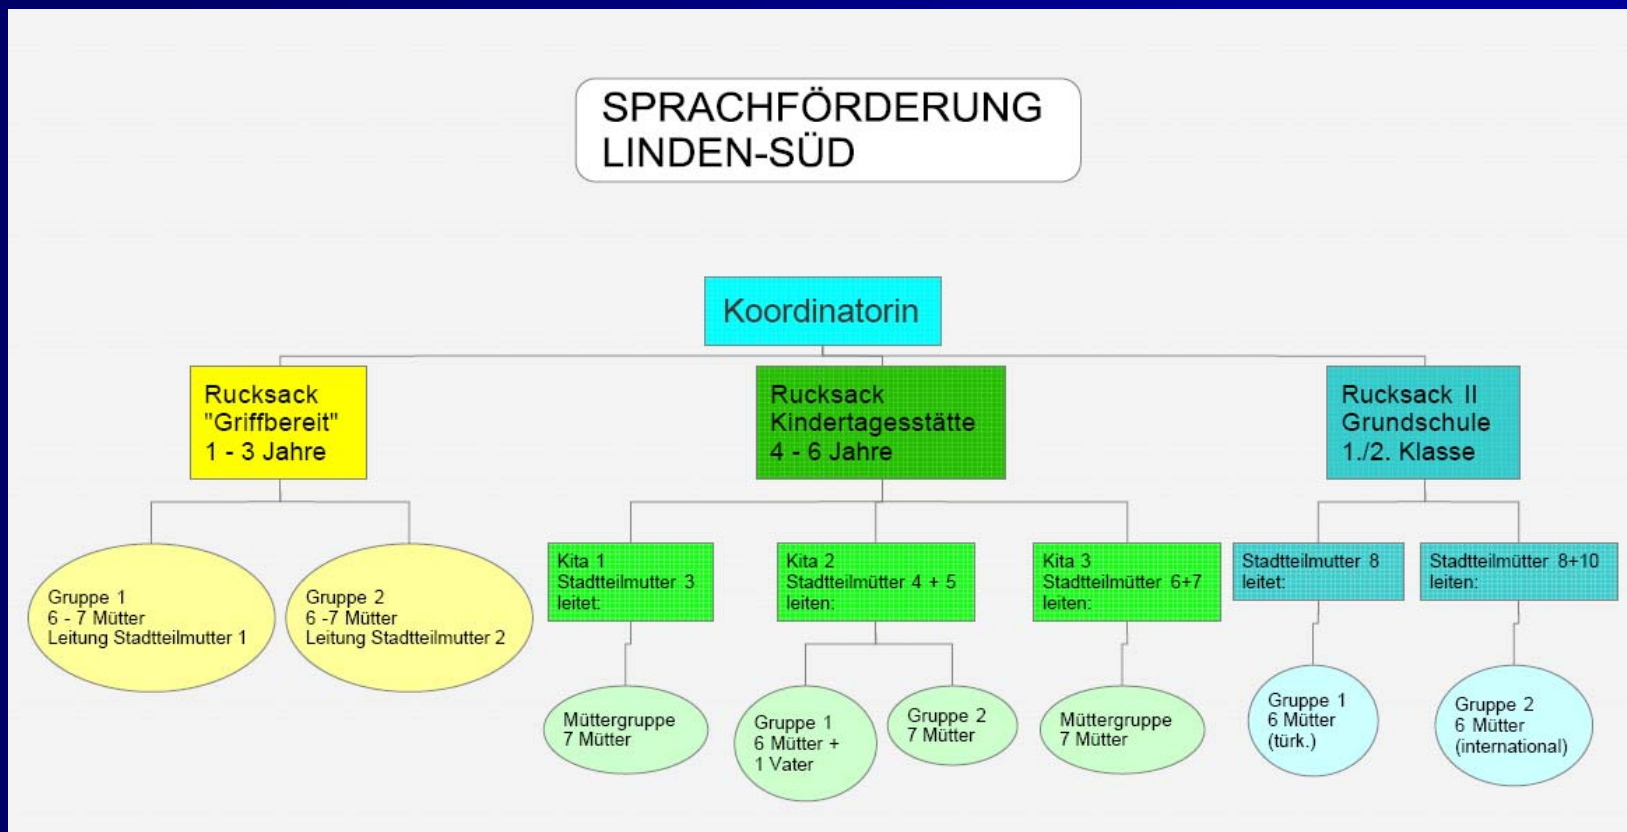 SPRACHFÖRDERUNG
LINDEN-SÜD
Koordinatorin
Rucksack
"Griffbereit"
1 - 3 Jahre
Rucksack
Kindertagesstätte
4 - 6 Jahre
Rucksack II
Grundschule
1./2. Klasse
Gruppe 1
6 - 7 Mütter
Leitung Stadtteilmutter 1
Gruppe 2
6 -7 Mütter
Leitung Stadtteilmutter 2
Kita 1
Stadtteilmutter 3
leitet:
Kita 2
Stadtteilmütter 4 + 5
leiten:
Kita 3
Stadtteilmütter 6+7
leiten:
Stadtteilmutter 8
leitet:
Stadtteilmütter 8+10
leiten:
Müttergruppe
7 Mütter
Gruppe 1
6 Mütter +
1 Vater
Gruppe 2
7 Mütter
Müttergruppe
7 Mütter
Gruppe 1
6 Mütter
(türk.)
Gruppe 2
6 Mütter
(international)